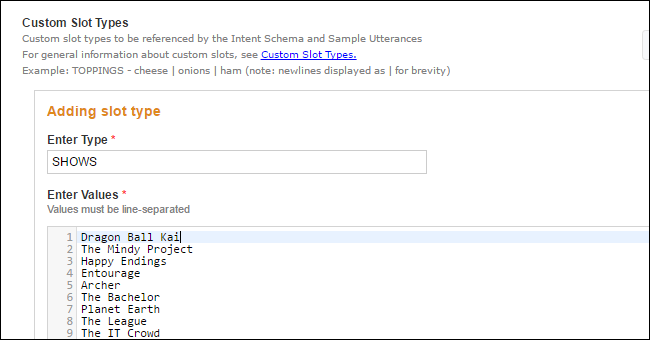 Custom Slot Types
Custom slot types to be referenced by the Intent Schema and Sample Utterances
For general information about custom slots, see Custom Slot Types.
Example: TOPPINGS - cheese | onions | ham (note: newlines displayed as | for brevity)
Adding slot type
Enter Type *
SHOWS
Enter Values *
Values must be line-separated
1 Dragon Ball Kai
2 The Mindy Project
3 Happy Endings
4 Entourage
5 Archer
6 The Bachelor
7 Planet Earth
8 The League
9 The IT Crowd